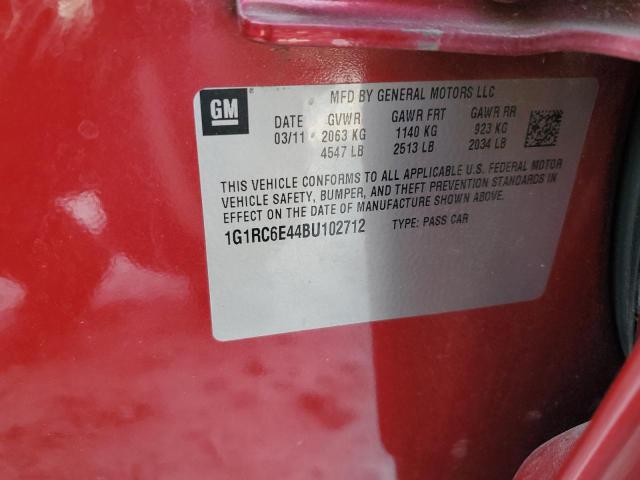 GM
MFD BY GENERAL MOTORS LLC
DATE GVWR GAWR FRT GAWR RR
03/11 2063 KG 1140 KG 923 KG
4547 LB 2513 LB 2034 LB
THIS VEHICLE CONFORMS TO ALL APPLICABLE U.S. FEDERAL MOTOR
VEHICLE SAFETY, BUMPER, AND THEFT PREVENTION STANDARDS IN
EFFECT ON THE DATE OF MANUFACTURE SHOWN ABOVE.
1G1RC6E44BU102712 TYPE: PASS CAR